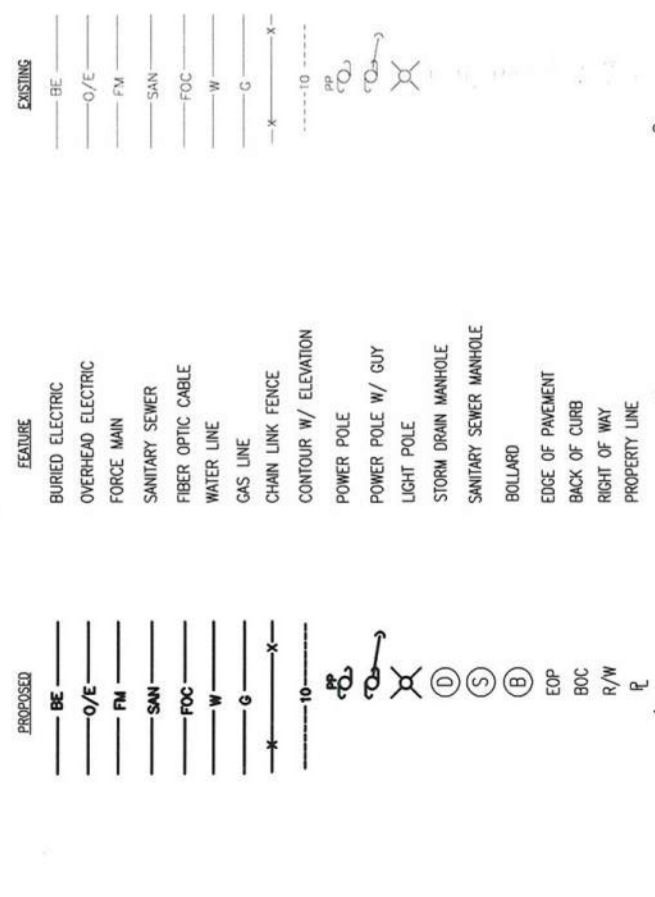 PROPOSED FEATURE EXISTING
BE BURIED ELECTRIC BE
O/E OVERHEAD ELECTRIC O/E
FM FORCE MAIN FM
SAN SANITARY SEWER SAN
FOC FIBER OPTIC CABLE FOC
W WATER LINE W
G GAS LINE G
X X CHAIN LINK FENCE X X
10 CONTOUR W/ ELEVATION 10
PP POWER POLE PP
POWER POLE W/ GUY
LIGHT POLE
D STORM DRAIN MANHOLE
S SANITARY SEWER MANHOLE
B BOLLARD
EOP EDGE OF PAVEMENT
BOC BACK OF CURB
R/W RIGHT OF WAY
PL PROPERTY LINE